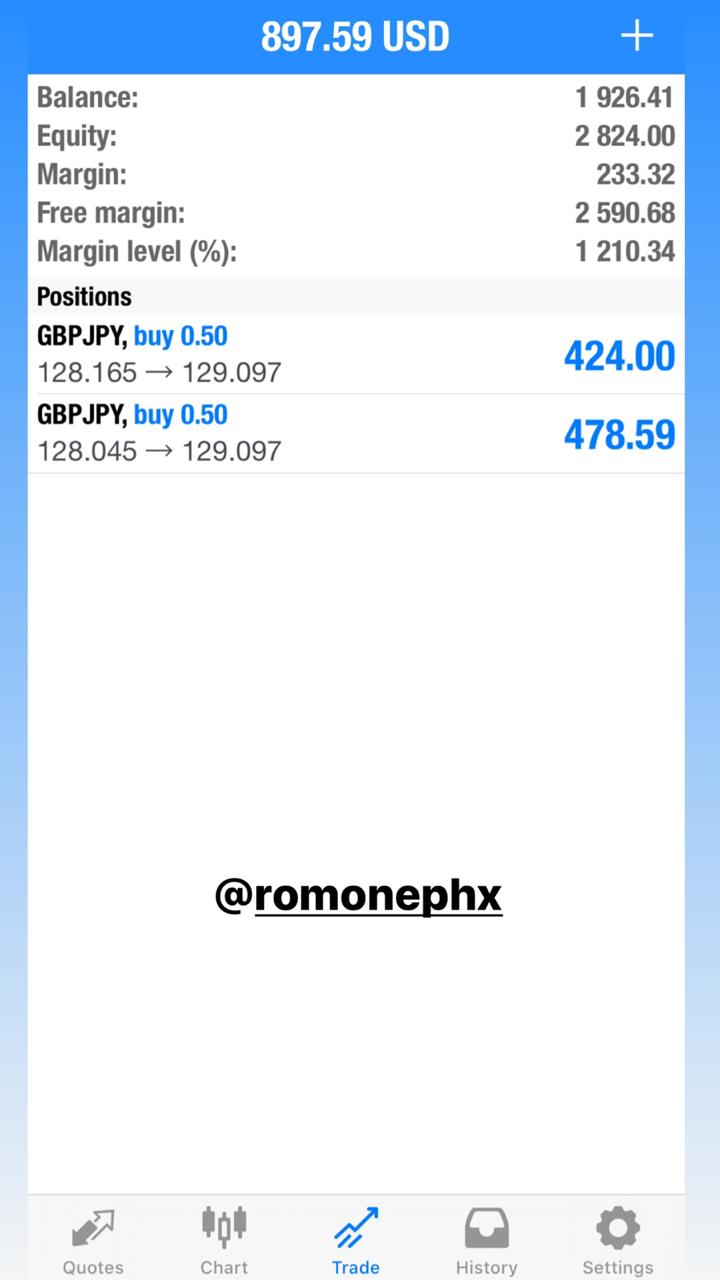 897.59 USD
Balance: 1 926.41
Equity: 2 824.00
Margin: 233.32
Free margin: 2 590.68
Margin level (%): 1 210.34
Positions
GBPJPY, buy 0.50 424.00
128.165 → 129.097
GBPJPY, buy 0.50 478.59
128.045 → 129.097
@romonephx
Quotes Chart Trade History Settings